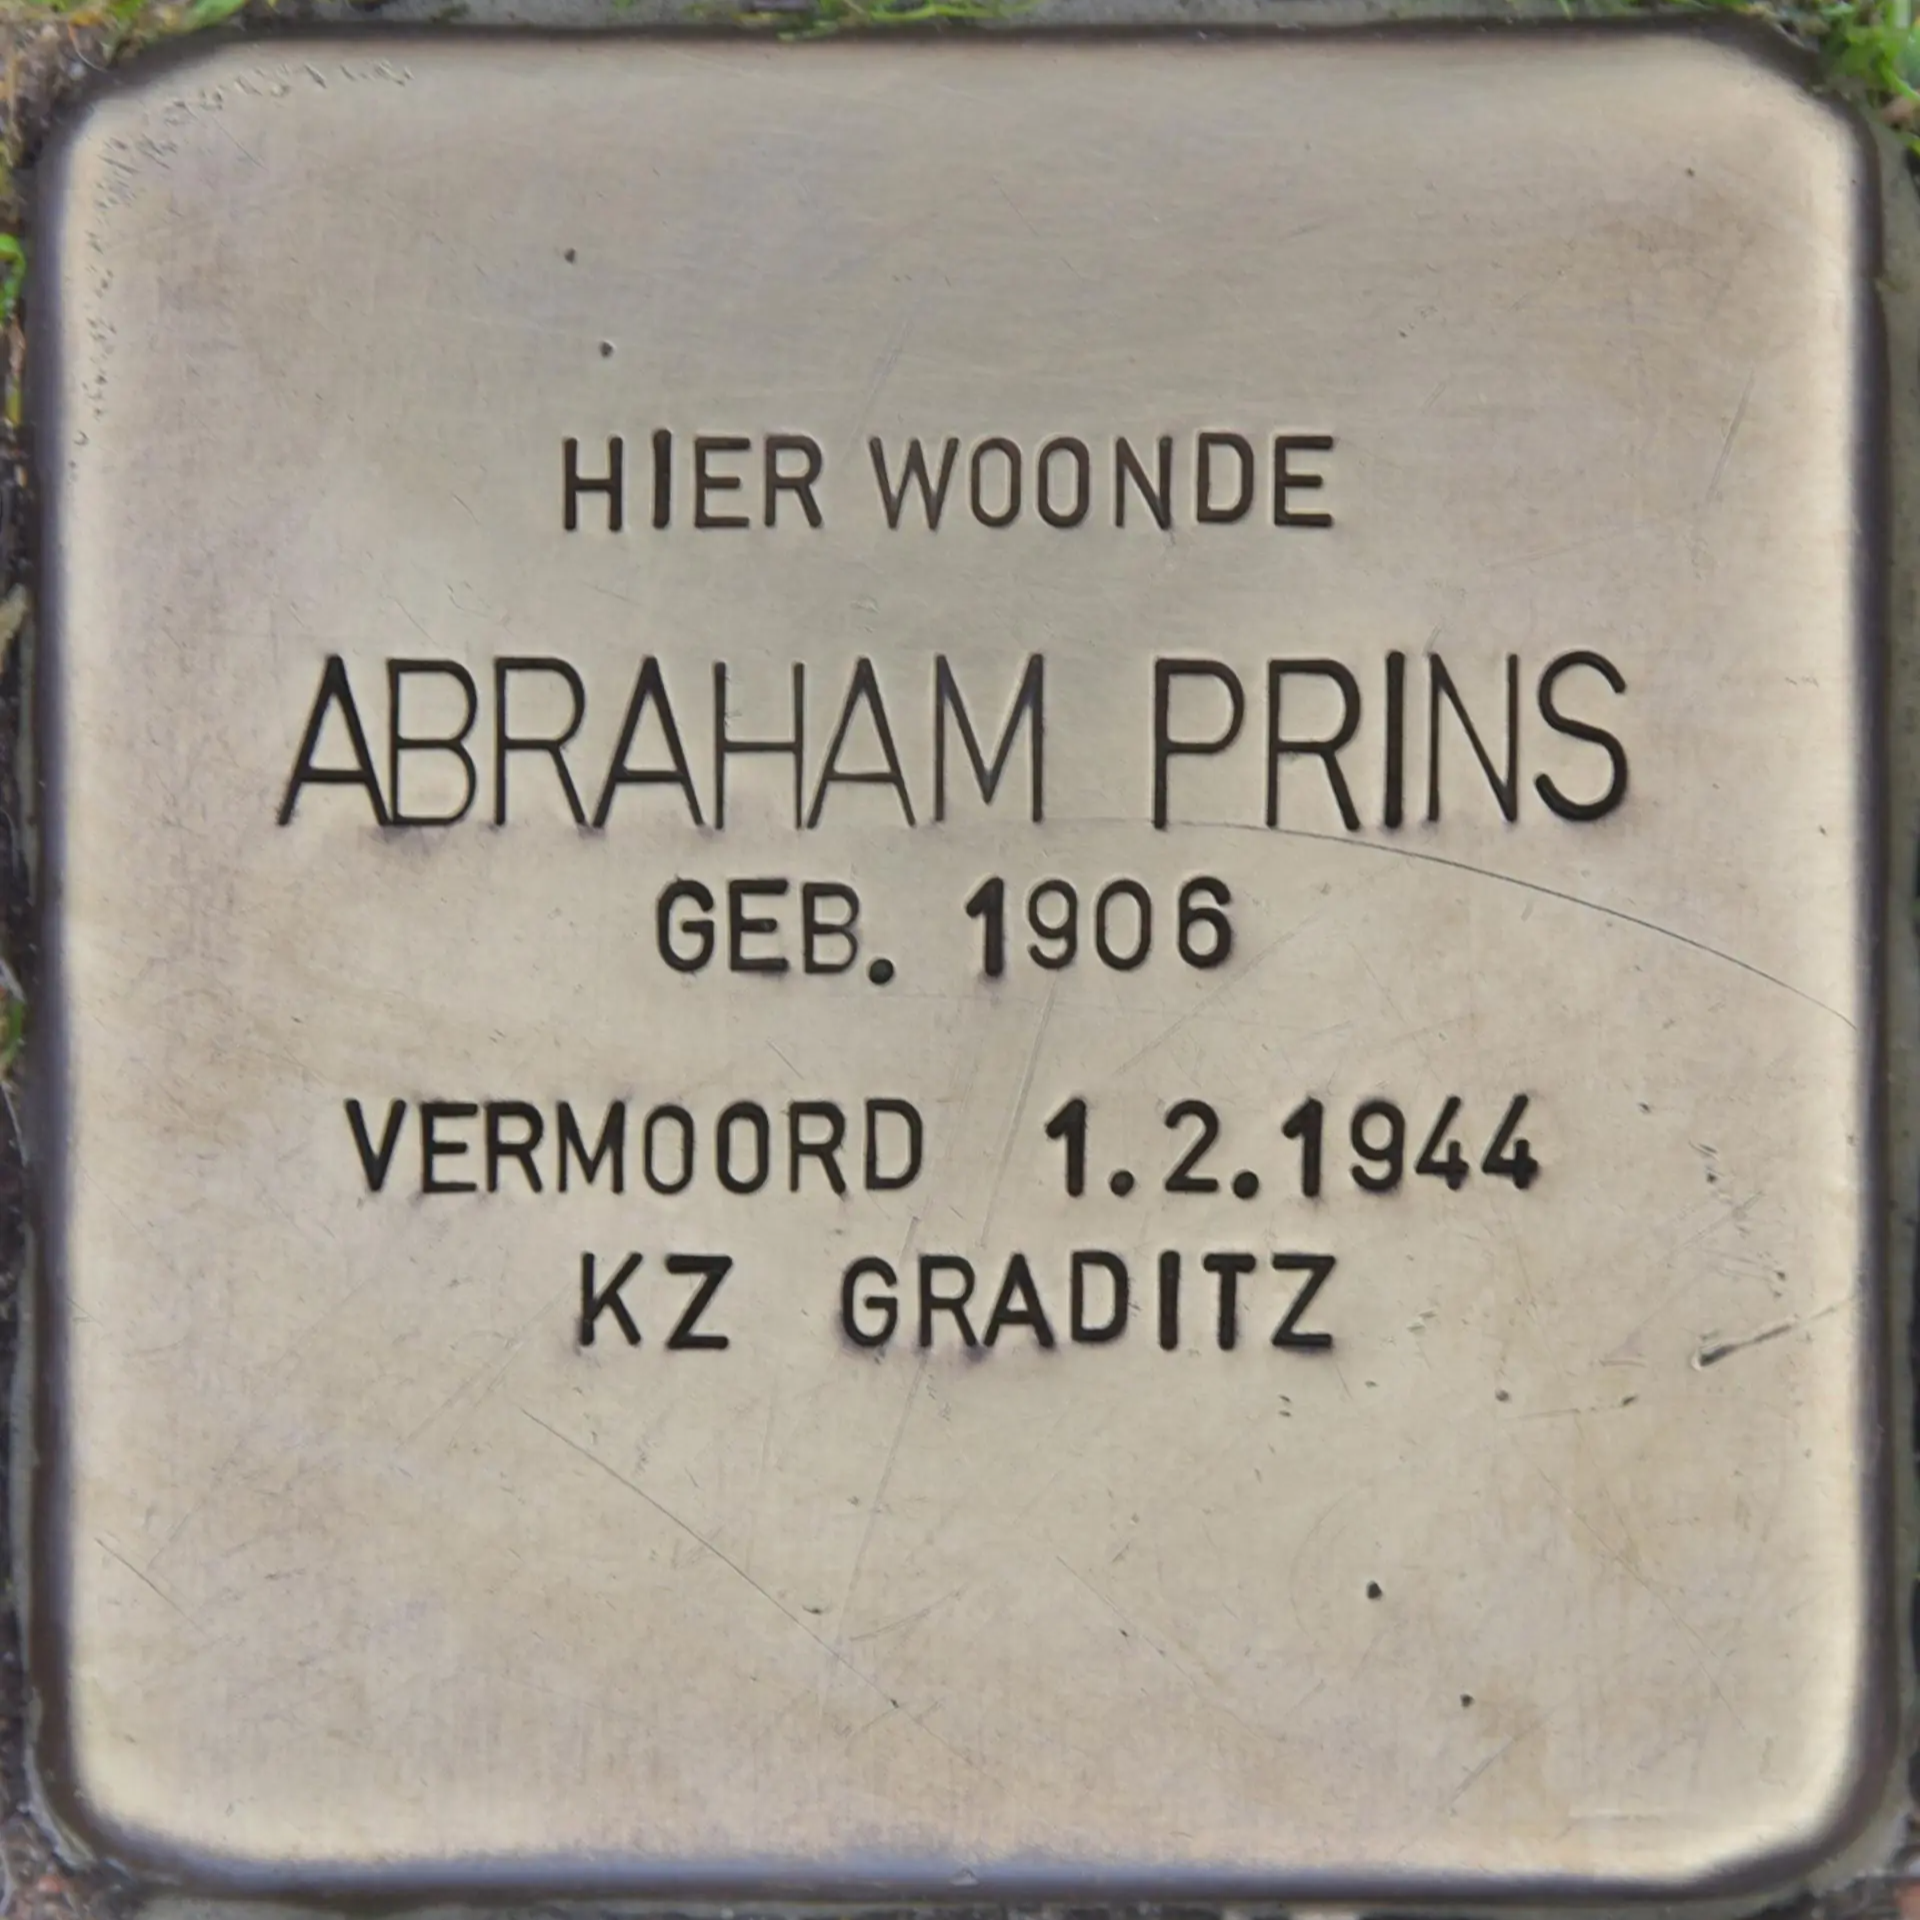 HIER WOONDE
ABRAHAM PRINS
GEB. 1906
VERMOORD 1.2.1944
KZ GRADITZ